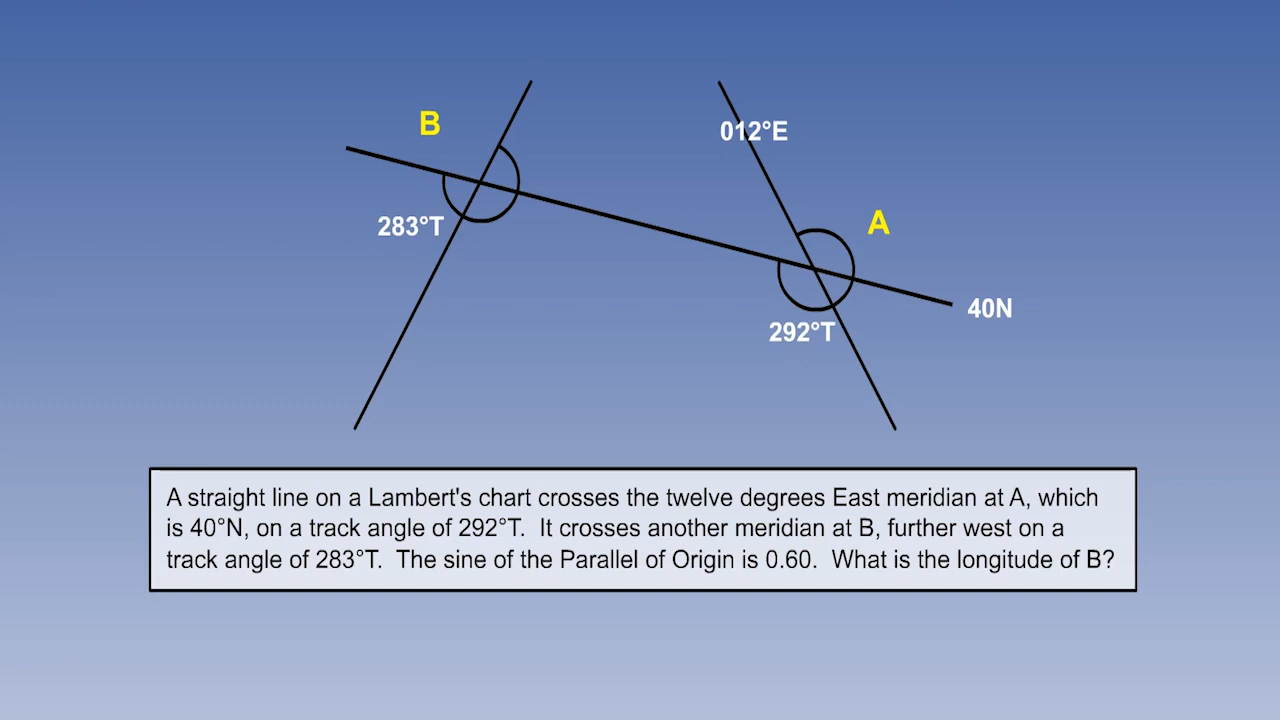 B
012°E
A
283°T
40N
292°T
A straight line on a Lambert's chart crosses the twelve degrees East meridian at A, which
is 40°N, on a track angle of 292°T.  It crosses another meridian at B, further west on a
track angle of 283°T.  The sine of the Parallel of Origin is 0.60.  What is the longitude of B?